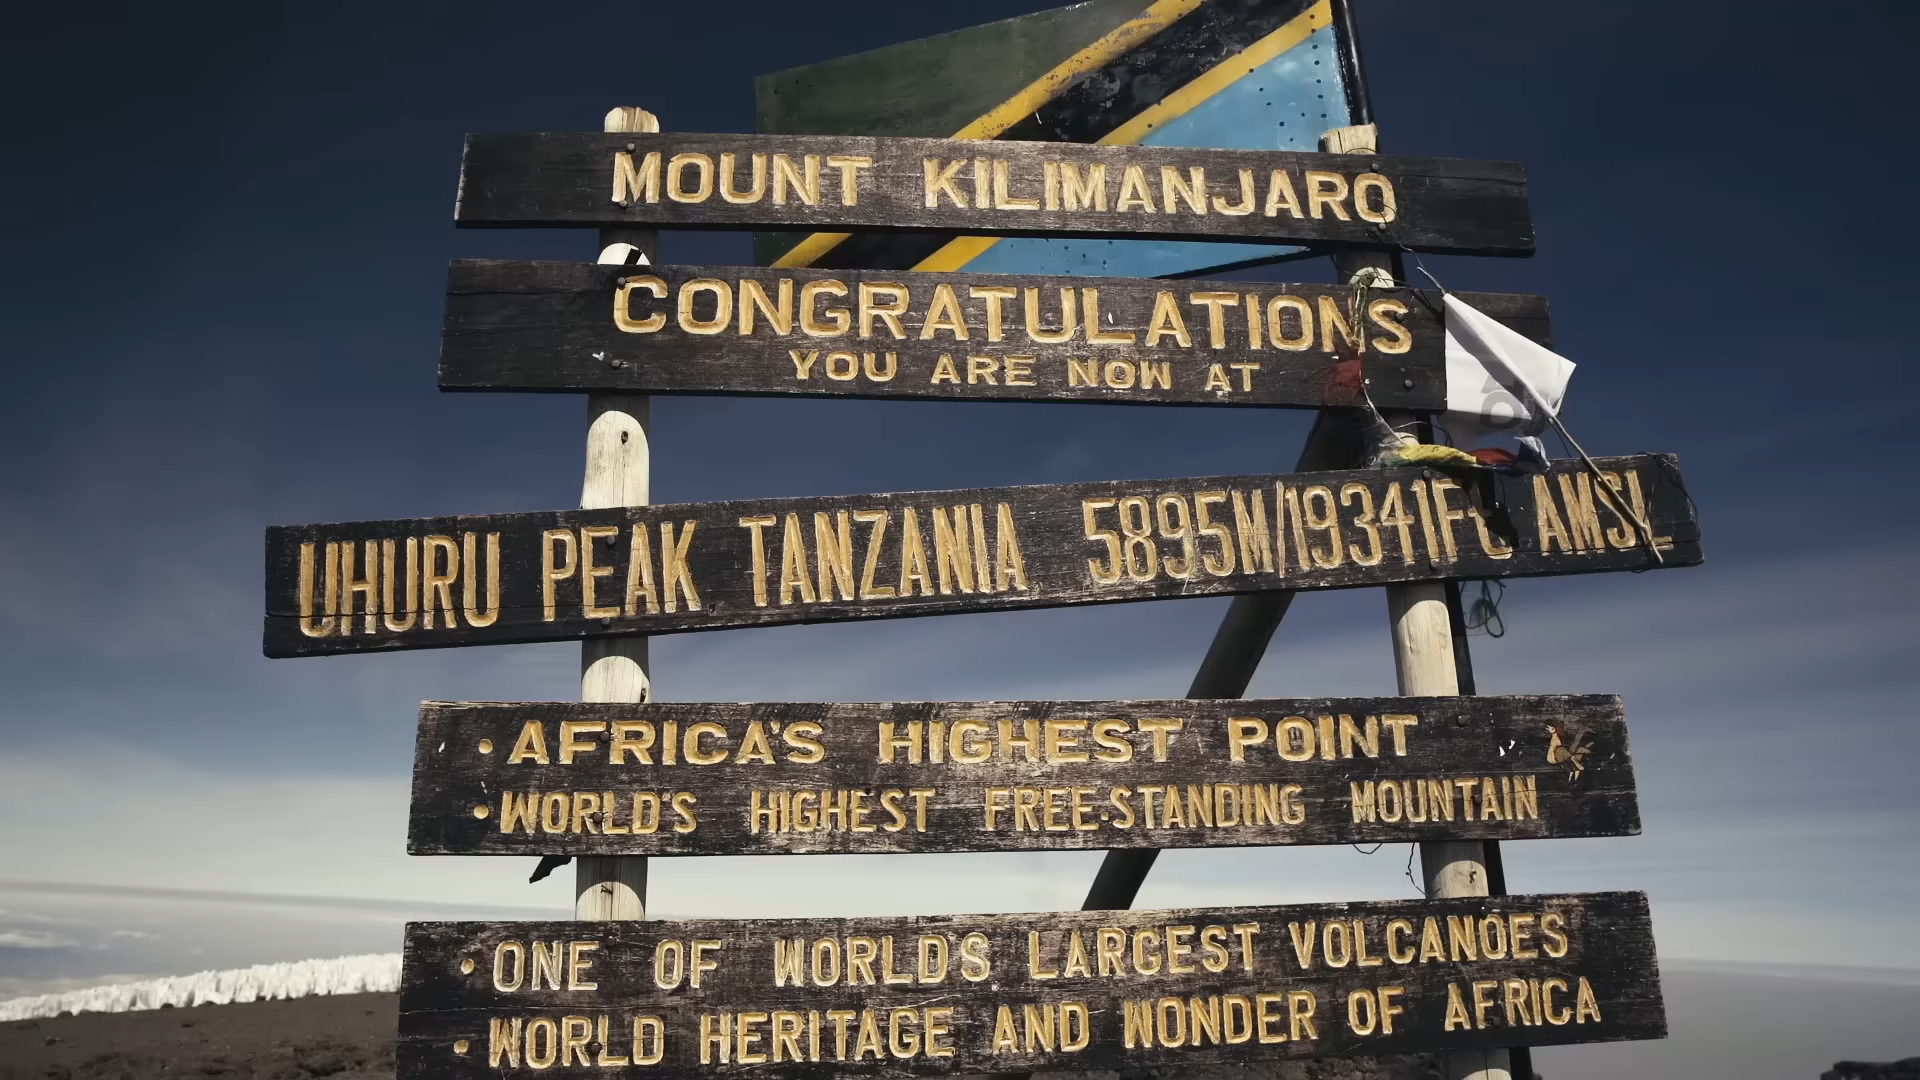 MOUNT KILIMANJARO
CONGRATULATIONS
YOU ARE NOW AT
UHURU PEAK TANZANIA 5895M/19341Ft AMSL
• AFRICA'S HIGHEST POINT
• WORLD'S HIGHEST FREE-STANDING MOUNTAIN
• ONE OF WORLD'S LARGEST VOLCANOES
• WORLD HERITAGE AND WONDER OF AFRICA